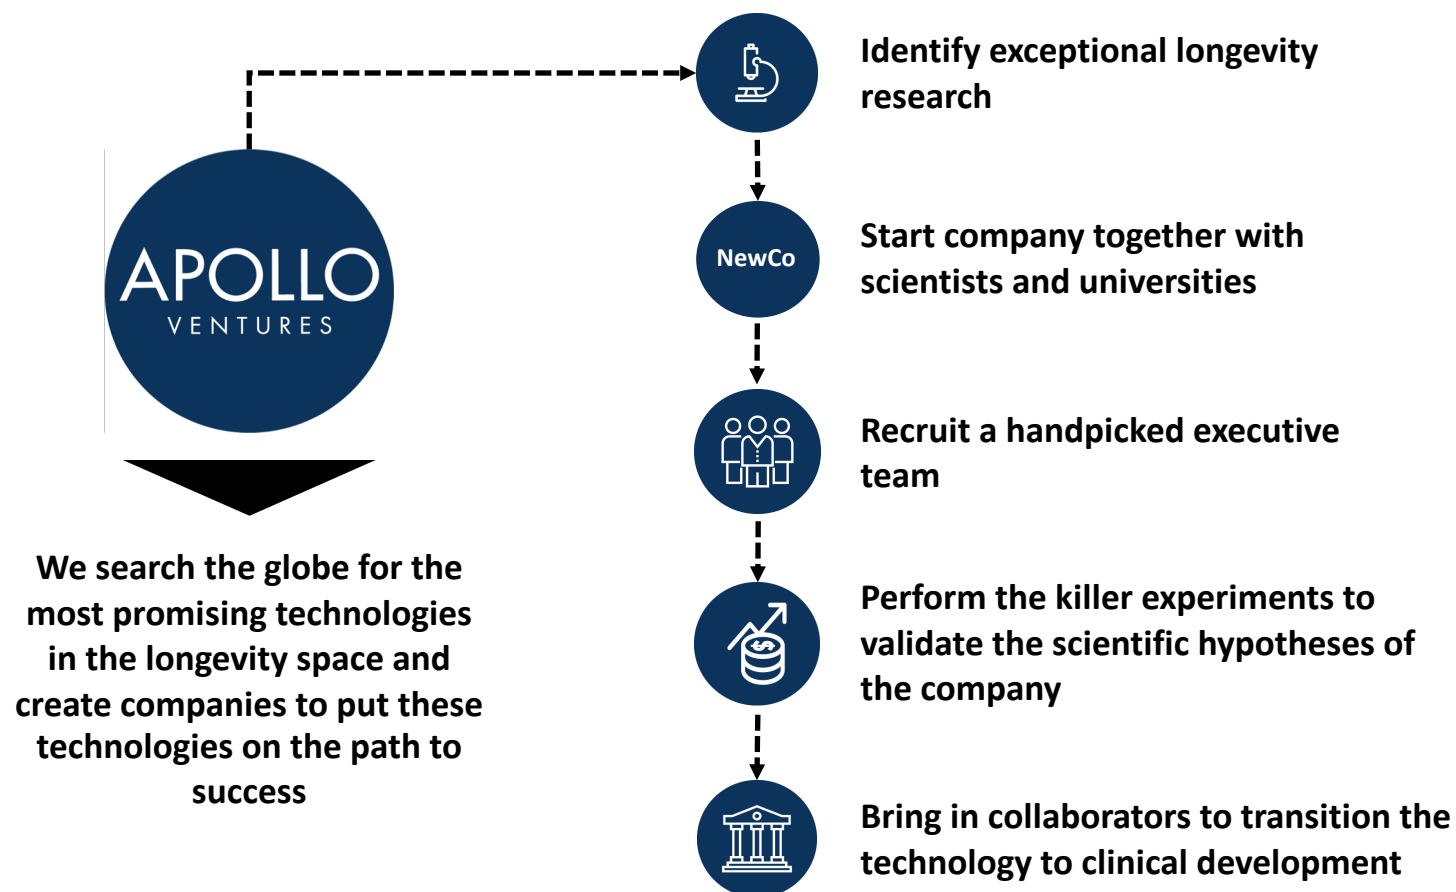 APOLLO
VENTURES
We search the globe for the
most promising technologies
in the longevity space and
create companies to put these
technologies on the path to
success
Identify exceptional longevity
research
NewCo
Start company together with
scientists and universities
Recruit a handpicked executive
team
$
Perform the killer experiments to
validate the scientific hypotheses of
the company
Bring in collaborators to transition the
technology to clinical development